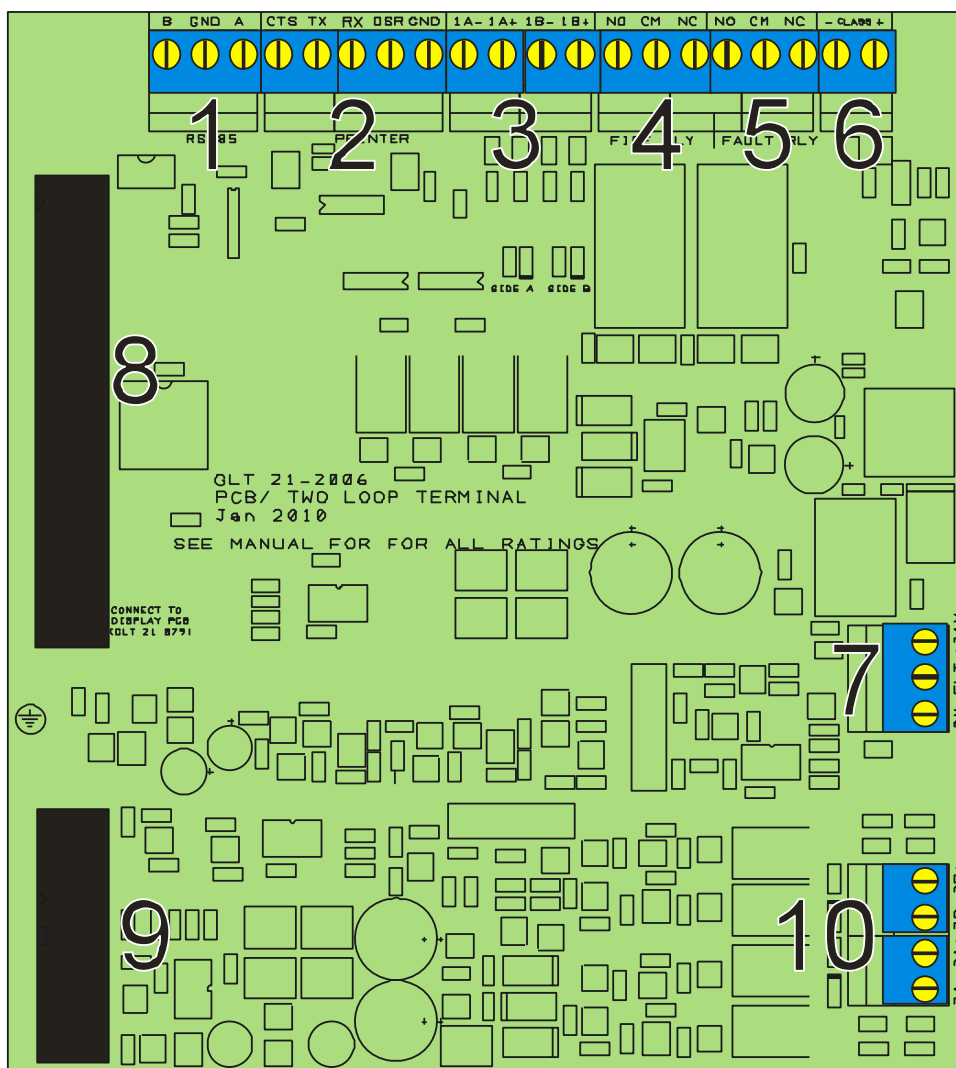 B GND A CTS TX RX DSR GND 1A- 1A+ 1B- 1B+ NO CM NC NO CM NC - CLASS +
1 2 3 4 5 6
PRINTER
SIDE A SIDE B
8
GLT 21-2006
PCB/ TWO LOOP TERMINAL
Jan 2010
SEE MANUAL FOR FOR ALL RATINGS
CONNECT TO
DISPLAY PCB
7
9
10